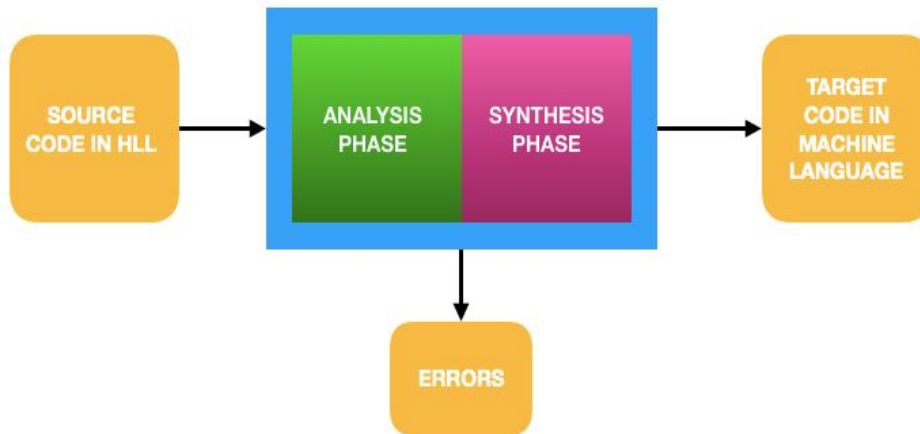 SOURCE
CODE IN HLL
ANALYSIS
PHASE
SYNTHESIS
PHASE
TARGET
CODE IN
MACHINE
LANGUAGE
ERRORS